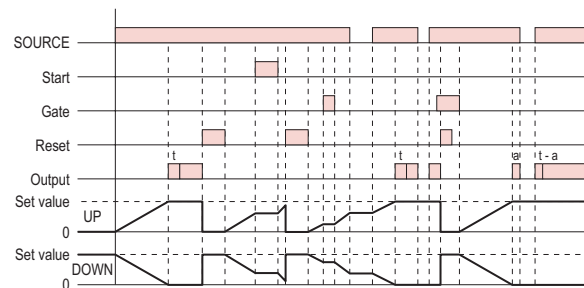 SOURCE
Start
Gate
Reset
t
t
a
t - a
Output
Set value
UP
0
Set value
DOWN
0